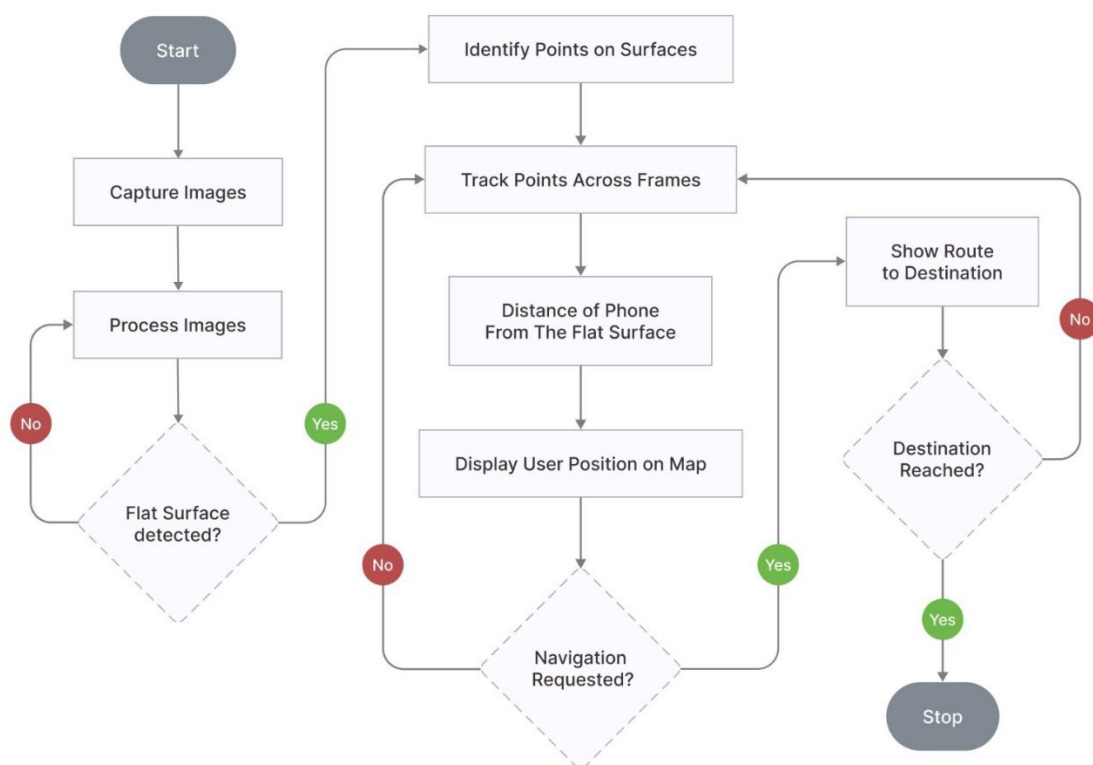 Start
Capture Images
Process Images
No
Flat Surface
detected?
Yes
Identify Points on Surfaces
Track Points Across Frames
Distance of Phone
From The Flat Surface
Display User Position on Map
No
Navigation
Requested?
Yes
Show Route
to Destination
No
Destination
Reached?
Yes
Stop